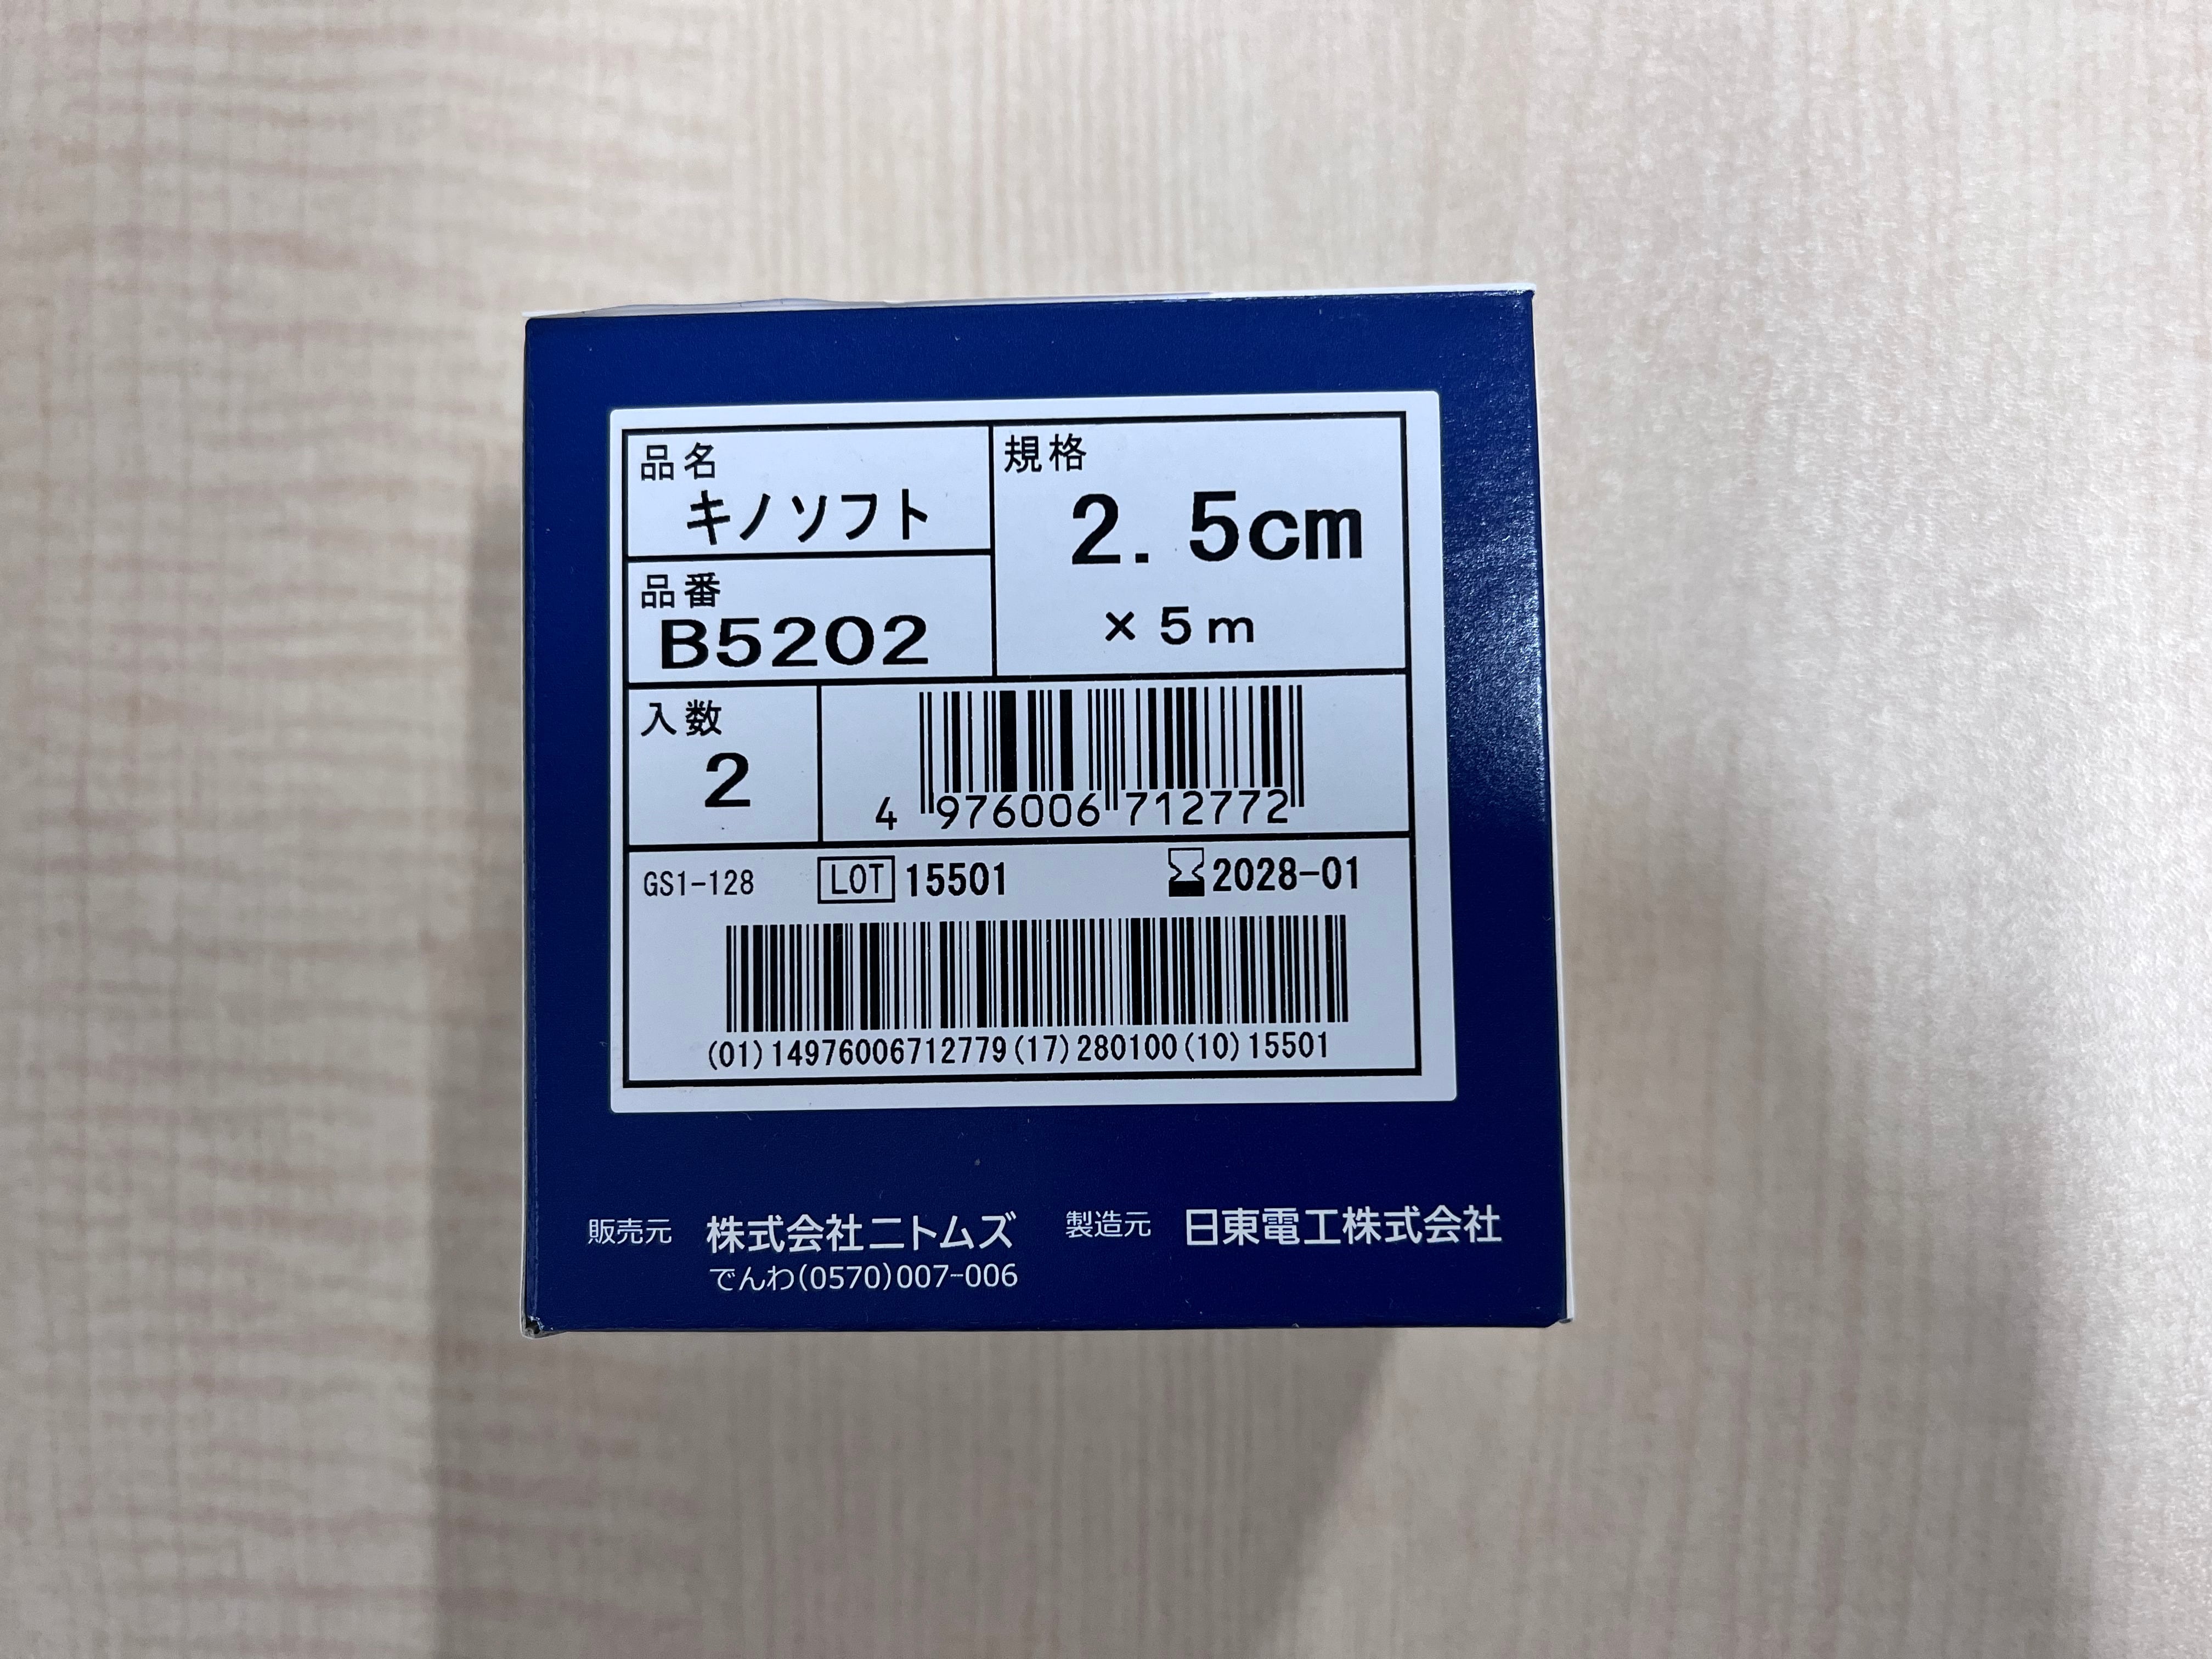 品名
キノソフト
規格
2.5cm
×5m
品番
B5202
入数
2
4 976006 712772
GS1-128 LOT 15501 2028-01
(01)14976006712779(17)280100(10)15501
販売元 株式会社ニトムズ 製造元 日東電工株式会社
でんわ(0570)007-006